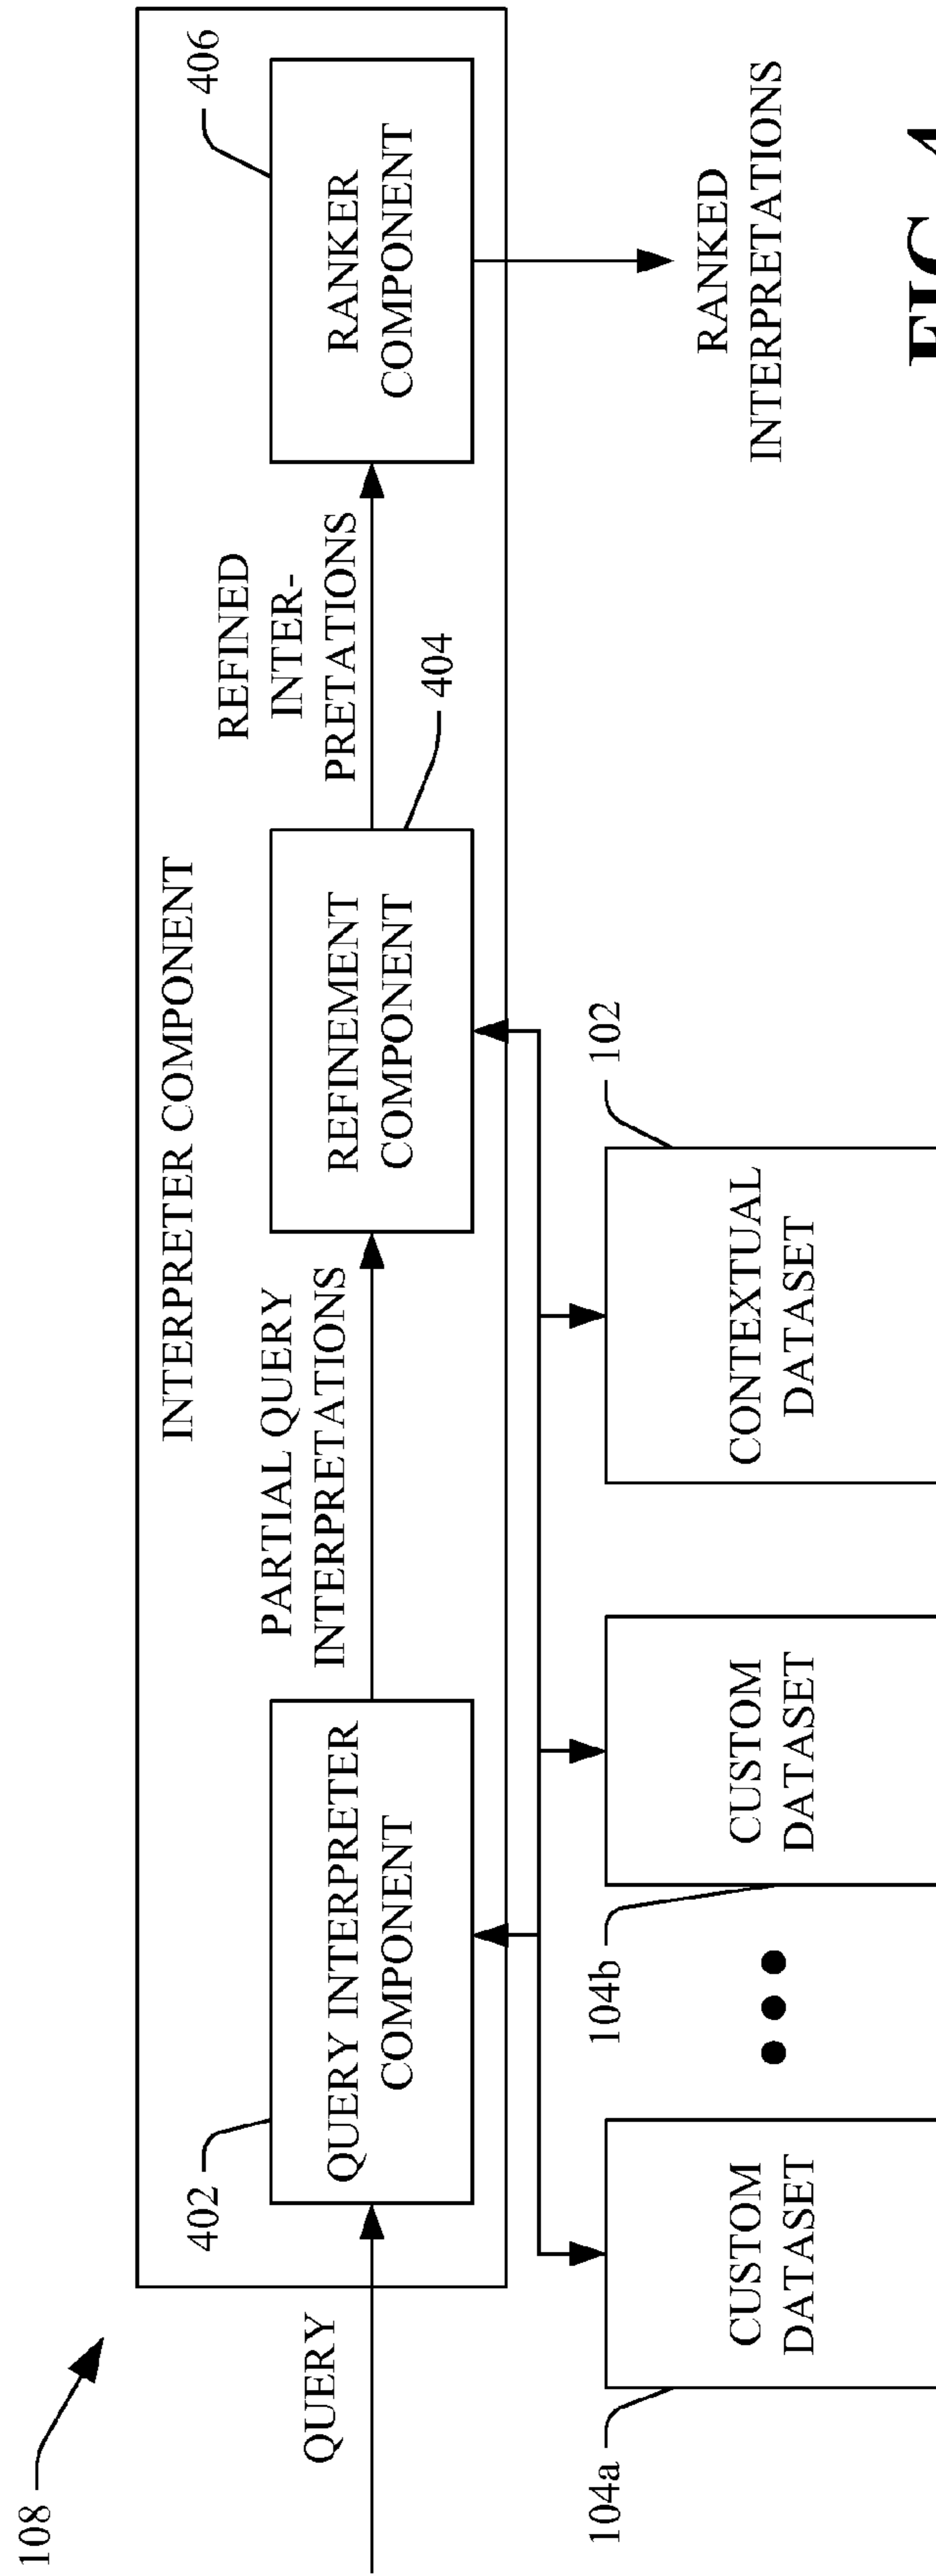 108
INTERPRETER COMPONENT
QUERY
402
QUERY INTERPRETER
COMPONENT
PARTIAL QUERY
INTERPRETATIONS
REFINEMENT
COMPONENT
404
REFINED
INTER-
PRETATIONS
406
RANKER
COMPONENT
RANKED
INTERPRETATIONS
104a
CUSTOM
DATASET
104b
CUSTOM
DATASET
102
CONTEXTUAL
DATASET